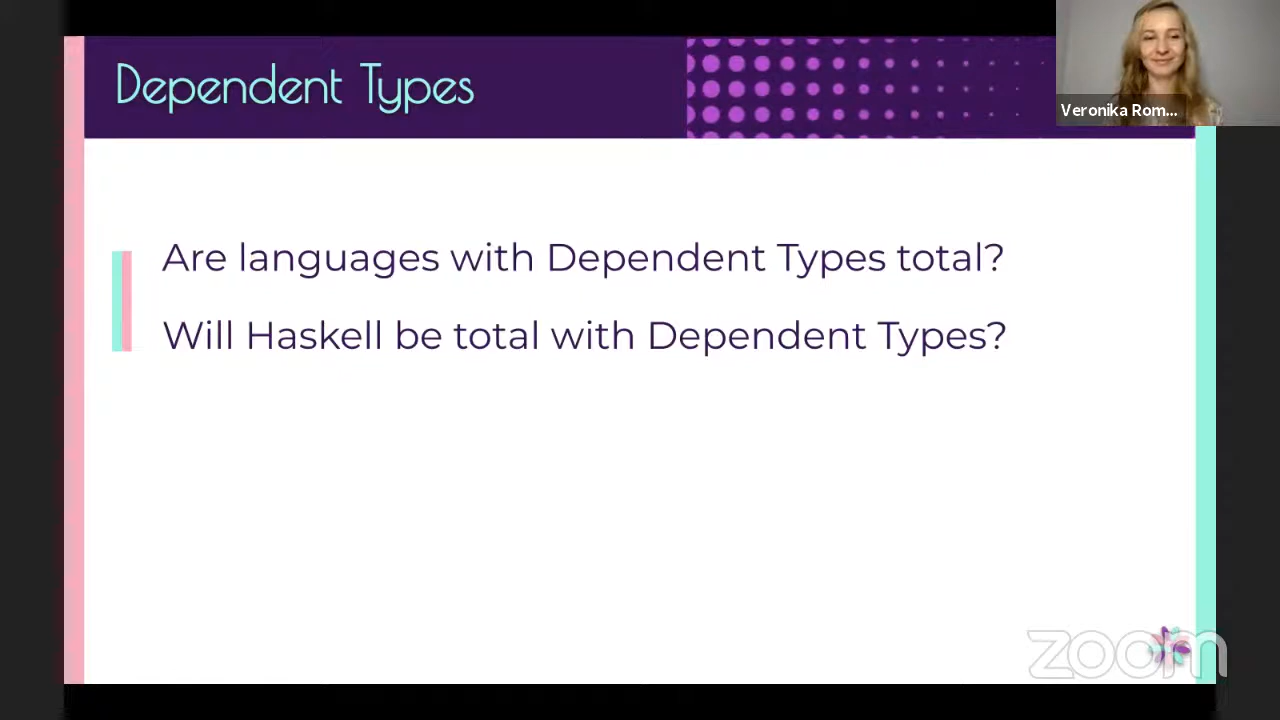 Dependent Types
Veronika Rom...
Are languages with Dependent Types total?
Will Haskell be total with Dependent Types?
zoom